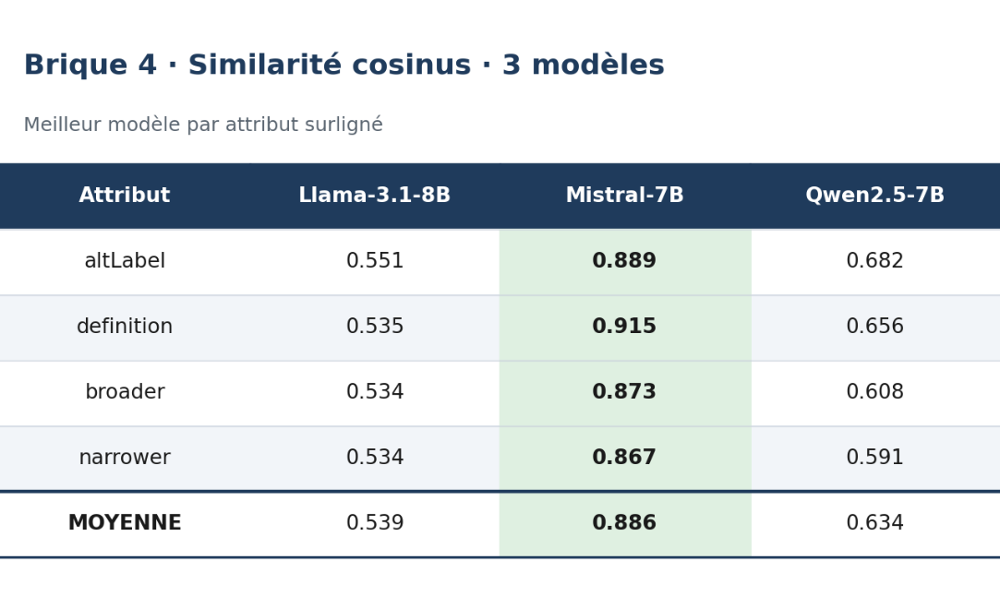 Brique 4 · Similarité cosinus · 3 modèles
Meilleur modèle par attribut surligné
Attribut Llama-3.1-8B Mistral-7B Qwen2.5-7B
altLabel 0.551 0.889 0.682
definition 0.535 0.915 0.656
broader 0.534 0.873 0.608
narrower 0.534 0.867 0.591
MOYENNE 0.539 0.886 0.634